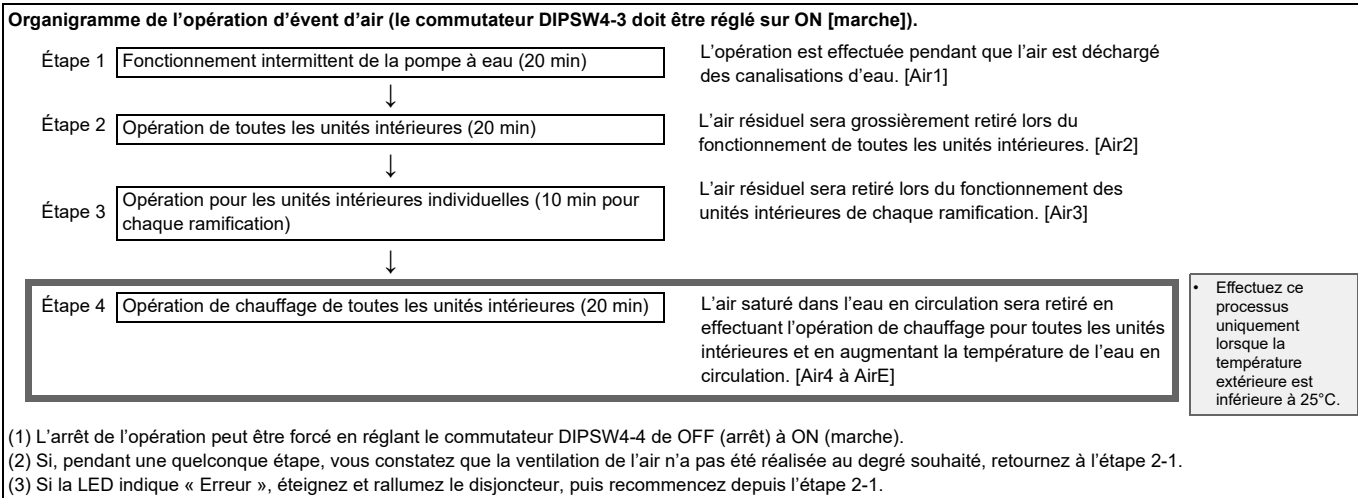 Organigramme de l'opération d'évent d'air (le commutateur DIPSW4-3 doit être réglé sur ON [marche]).
Étape 1 Fonctionnement intermittent de la pompe à eau (20 min)
L'opération est effectuée pendant que l'air est déchargé
des canalisations d'eau. [Air1]
↓
Étape 2 Opération de toutes les unités intérieures (20 min)
L'air résiduel sera grossièrement retiré lors du
fonctionnement de toutes les unités intérieures. [Air2]
↓
Étape 3 Opération pour les unités intérieures individuelles (10 min pour
chaque ramification)
L'air résiduel sera retiré lors du fonctionnement des
unités intérieures de chaque ramification. [Air3]
↓
Étape 4 Opération de chauffage de toutes les unités intérieures (20 min)
L'air saturé dans l'eau en circulation sera retiré en
effectuant l'opération de chauffage pour toutes les unités
intérieures et en augmentant la température de l'eau en
circulation. [Air4 à AirE]
• Effectuez ce
processus
uniquement
lorsque la
température
extérieure est
inférieure à 25°C.
(1) L'arrêt de l'opération peut être forcé en réglant le commutateur DIPSW4-4 de OFF (arrêt) à ON (marche).
(2) Si, pendant une quelconque étape, vous constatez que la ventilation de l'air n'a pas été réalisée au degré souhaité, retournez à l'étape 2-1.
(3) Si la LED indique « Erreur », éteignez et rallumez le disjoncteur, puis recommencez depuis l'étape 2-1.